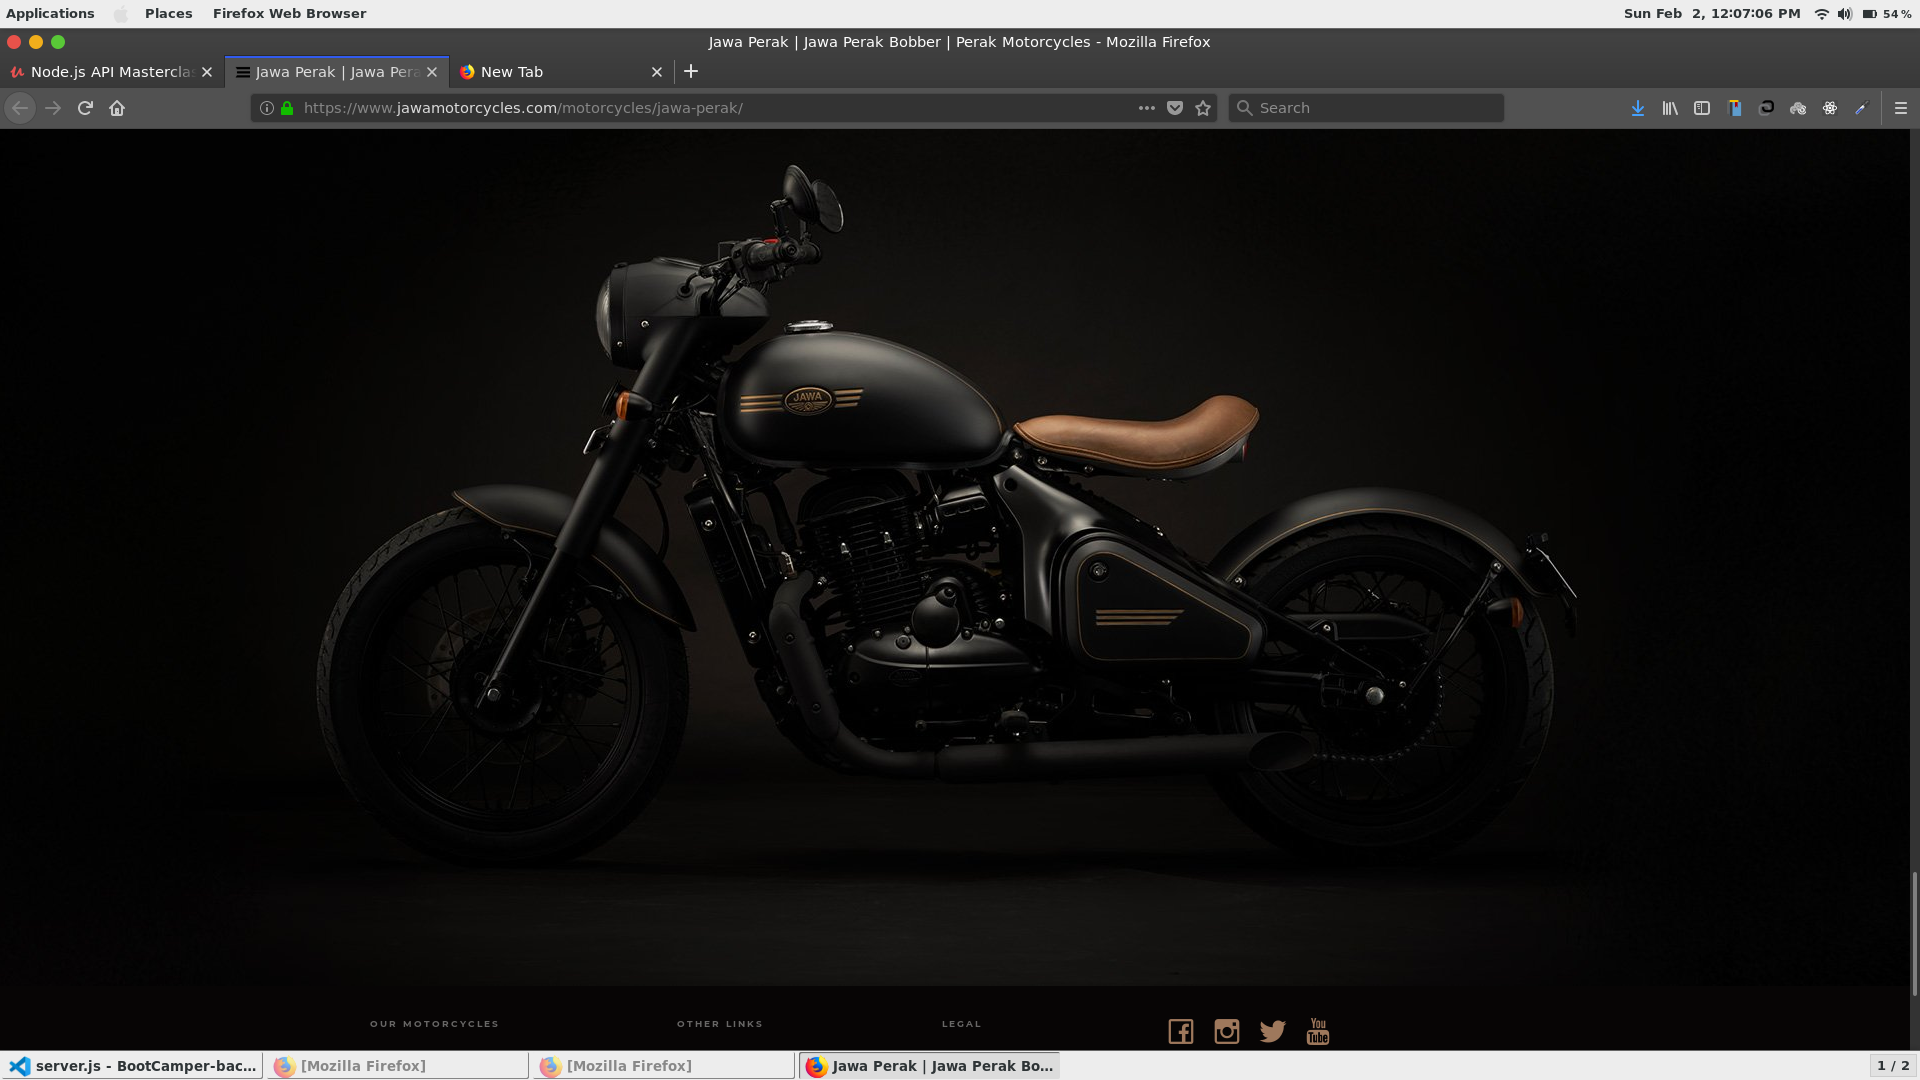 Applications Places Firefox Web Browser Sun Feb 2, 12:07:06 PM 54 %
Jawa Perak | Jawa Perak Bobber | Perak Motorcycles - Mozilla Firefox
Node.js API Mastercla Jawa Perak | Jawa Pera New Tab
https://www.jawamotorcycles.com/motorcycles/jawa-perak/ Search
JAWA
OUR MOTORCYCLES OTHER LINKS LEGAL You Tube
server.js - BootCamper-bac... [Mozilla Firefox] [Mozilla Firefox] Jawa Perak | Jawa Perak Bo... 1 / 2